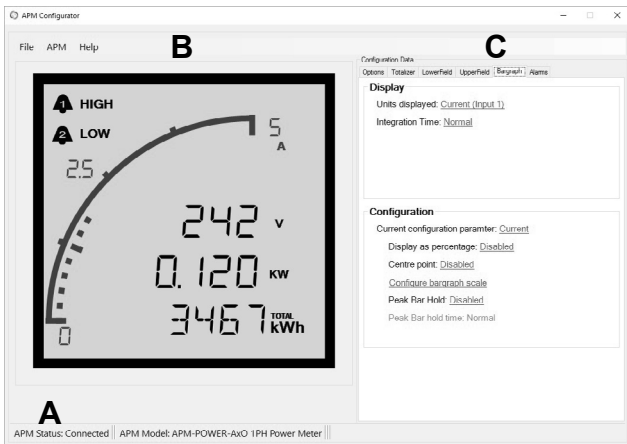 APM Configurator
File APM Help
B
C
Configuration Data
Options Totalizer LowerField UpperField Bargraph Alarms
1 HIGH
2 LOW
5
A
2.5
242 V
0.120 KW
3467 TOTAL kWh
0
Display
Units displayed: Current (Input 1)
Integration Time: Normal
Configuration
Current configuration paramter: Current
Display as percentage: Disabled
Centre point: Disabled
Configure bargraph scale
Peak Bar Hold: Disabled
Peak Bar hold time: Normal
A
APM Status: Connected APM Model: APM-POWER-AxO 1PH Power Meter